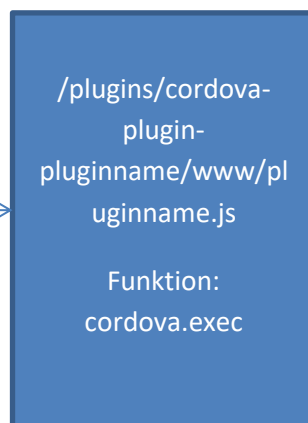 /plugins/cordova-
plugin-
pluginname/www/pl
uginname.js
Funktion:
cordova.exec